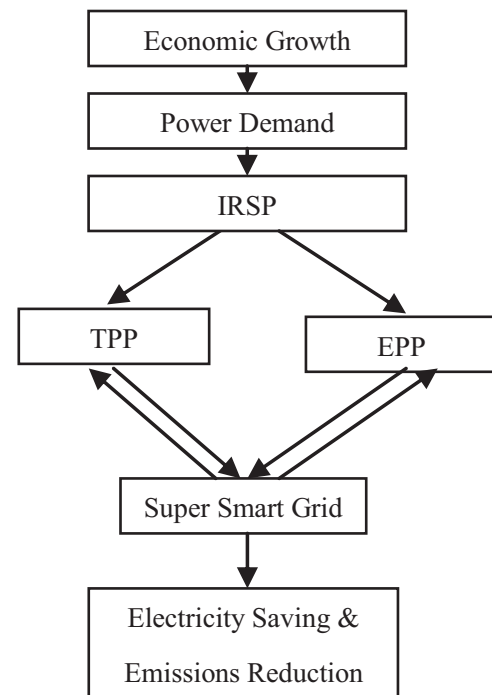 Economic Growth
Power Demand
IRSP
TPP
EPP
Super Smart Grid
Electricity Saving &
Emissions Reduction